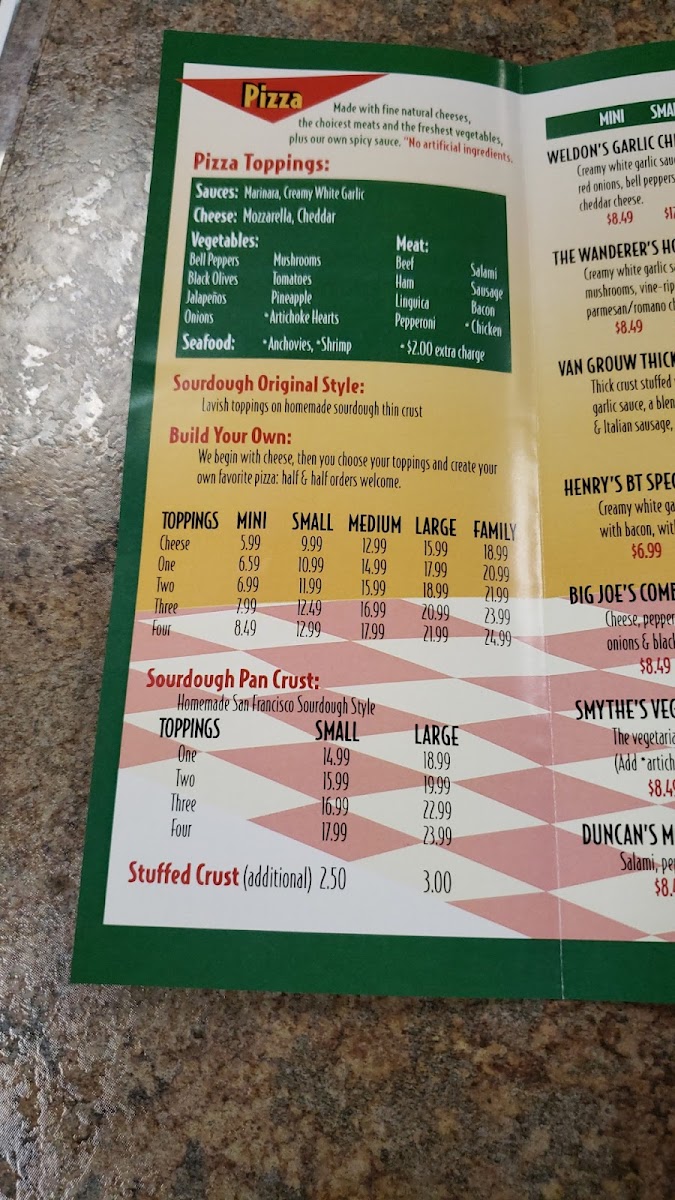 Pizza
Made with fine natural cheeses,
the choicest meats and the freshest vegetables,
plus our own spicy sauce. "No artificial ingredients.
Pizza Toppings:
Sauces: Marinara, Creamy White Garlic
Cheese: Mozzarella, Cheddar
Vegetables:
Bell Peppers Mushrooms
Black Olives Tomatoes
Jalapeños Pineapple
Onions *Artichoke Hearts
Meat:
Beef Salami
Ham Sausage
Linguica Bacon
Pepperoni *Chicken
Seafood: *Anchovies, *Shrimp
*$2.00 extra charge
Sourdough Original Style:
Lavish toppings on homemade sourdough thin crust
Build Your Own:
We begin with cheese, then you choose your toppings and create your
own favorite pizza: half & half orders welcome.
TOPPINGS MINI SMALL MEDIUM LARGE FAMILY
Cheese 5.99 9.99 12.99 15.99 18.99
One 6.59 10.99 14.99 17.99 20.99
Two 6.99 11.99 15.99 18.99 21.99
Three 7.99 12.49 16.99 20.99 23.99
Four 8.49 12.99 17.99 21.99 24.99
Sourdough Pan Crust:
Homemade San Francisco Sourdough Style
TOPPINGS SMALL LARGE
One 14.99 18.99
Two 15.99 19.99
Three 16.99 22.99
Four 17.99 23.99
Stuffed Crust (additional) 2.50 3.00
MINI
WELDON'S GARLIC
Creamy white garlic
red onions, bell peppers
cheddar cheese.
$8.49
THE WANDERER'S
Creamy white garlic
mushrooms,
parmesan/romano
$8.49
VAN GROUW THICK
Thick crust stuffed
garlic sauce, a
& Italian sausage,
HENRY'S BT
Creamy white
with bacon,
$6.99
BIG JOE'S
Cheese,
onions &
$8.49
SMYTHE'S
The
(Add
DUNCAN'S
Salami,